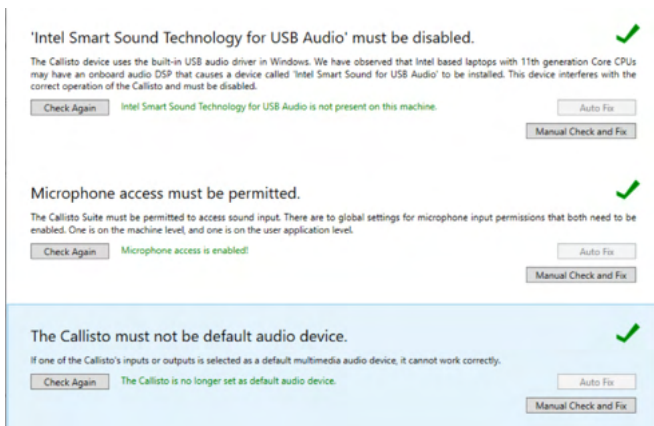 'Intel Smart Sound Technology for USB Audio' must be disabled.
The Callisto device uses the built-in USB audio driver in Windows. We have observed that Intel based laptops with 11th generation Core CPUs
may have an onboard audio DSP that causes a device called 'Intel Smart Sound for USB Audio' to be installed. This device interferes with the
correct operation of the Callisto and must be disabled.
Check Again Intel Smart Sound Technology for USB Audio is not present on this machine. Auto Fix
Manual Check and Fix
Microphone access must be permitted.
The Callisto Suite must be permitted to access sound input. There are to global settings for microphone input permissions that both need to be
enabled. One is on the machine level, and one is on the user application level.
Check Again Microphone access is enabled! Auto Fix
Manual Check and Fix
The Callisto must not be default audio device.
If one of the Callisto's inputs or outputs is selected as a default multimedia audio device, it cannot work correctly.
Check Again The Callisto is no longer set as default audio device. Auto Fix
Manual Check and Fix